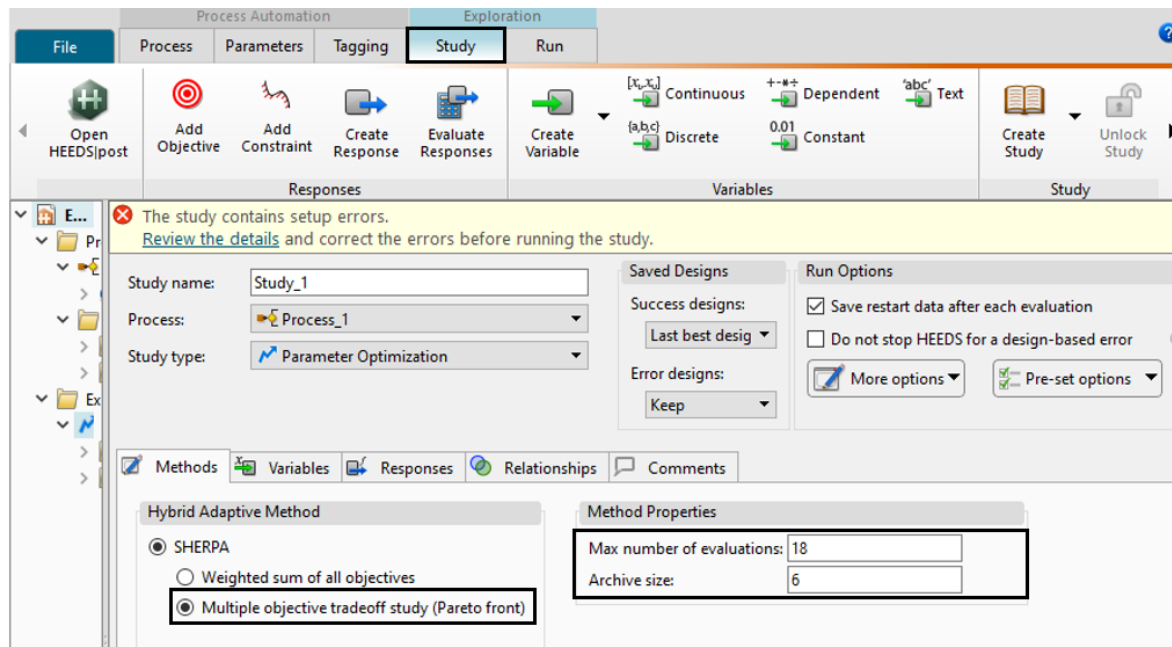 Process Automation
Exploration
File
Process
Parameters
Tagging
Study
Run
Open
HEEDS|post
Add
Objective
Add
Constraint
Create
Response
Evaluate
Responses
Create
Variable
Continuous
Dependent
'abc'
Text
{a,b,c}
Discrete
0.01
Constant
Create
Study
Unlock
Study
Responses
Variables
Study
E...
Pr
Ex
The study contains setup errors.
Review the details and correct the errors before running the study.
Study name:
Study_1
Process:
Process_1
Study type:
Parameter Optimization
Saved Designs
Success designs:
Last best desig
Error designs:
Keep
Run Options
Save restart data after each evaluation
Do not stop HEEDS for a design-based error
More options
Pre-set options
Methods
Variables
Responses
Relationships
Comments
Hybrid Adaptive Method
SHERPA
Weighted sum of all objectives
Multiple objective tradeoff study (Pareto front)
Method Properties
Max number of evaluations: 18
Archive size: 6